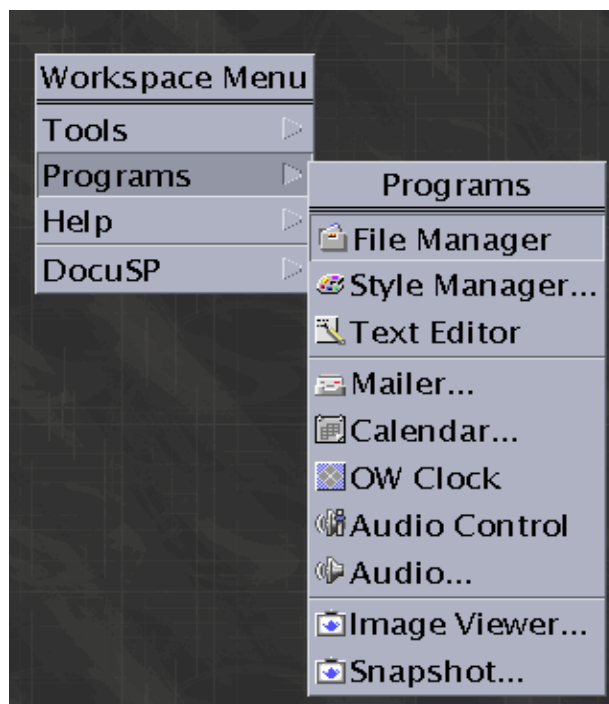 Workspace Menu
Tools
Programs
Help
DocuSP
Programs
File Manager
Style Manager...
Text Editor
Mailer...
Calendar...
OW Clock
Audio Control
Audio...
Image Viewer...
Snapshot...